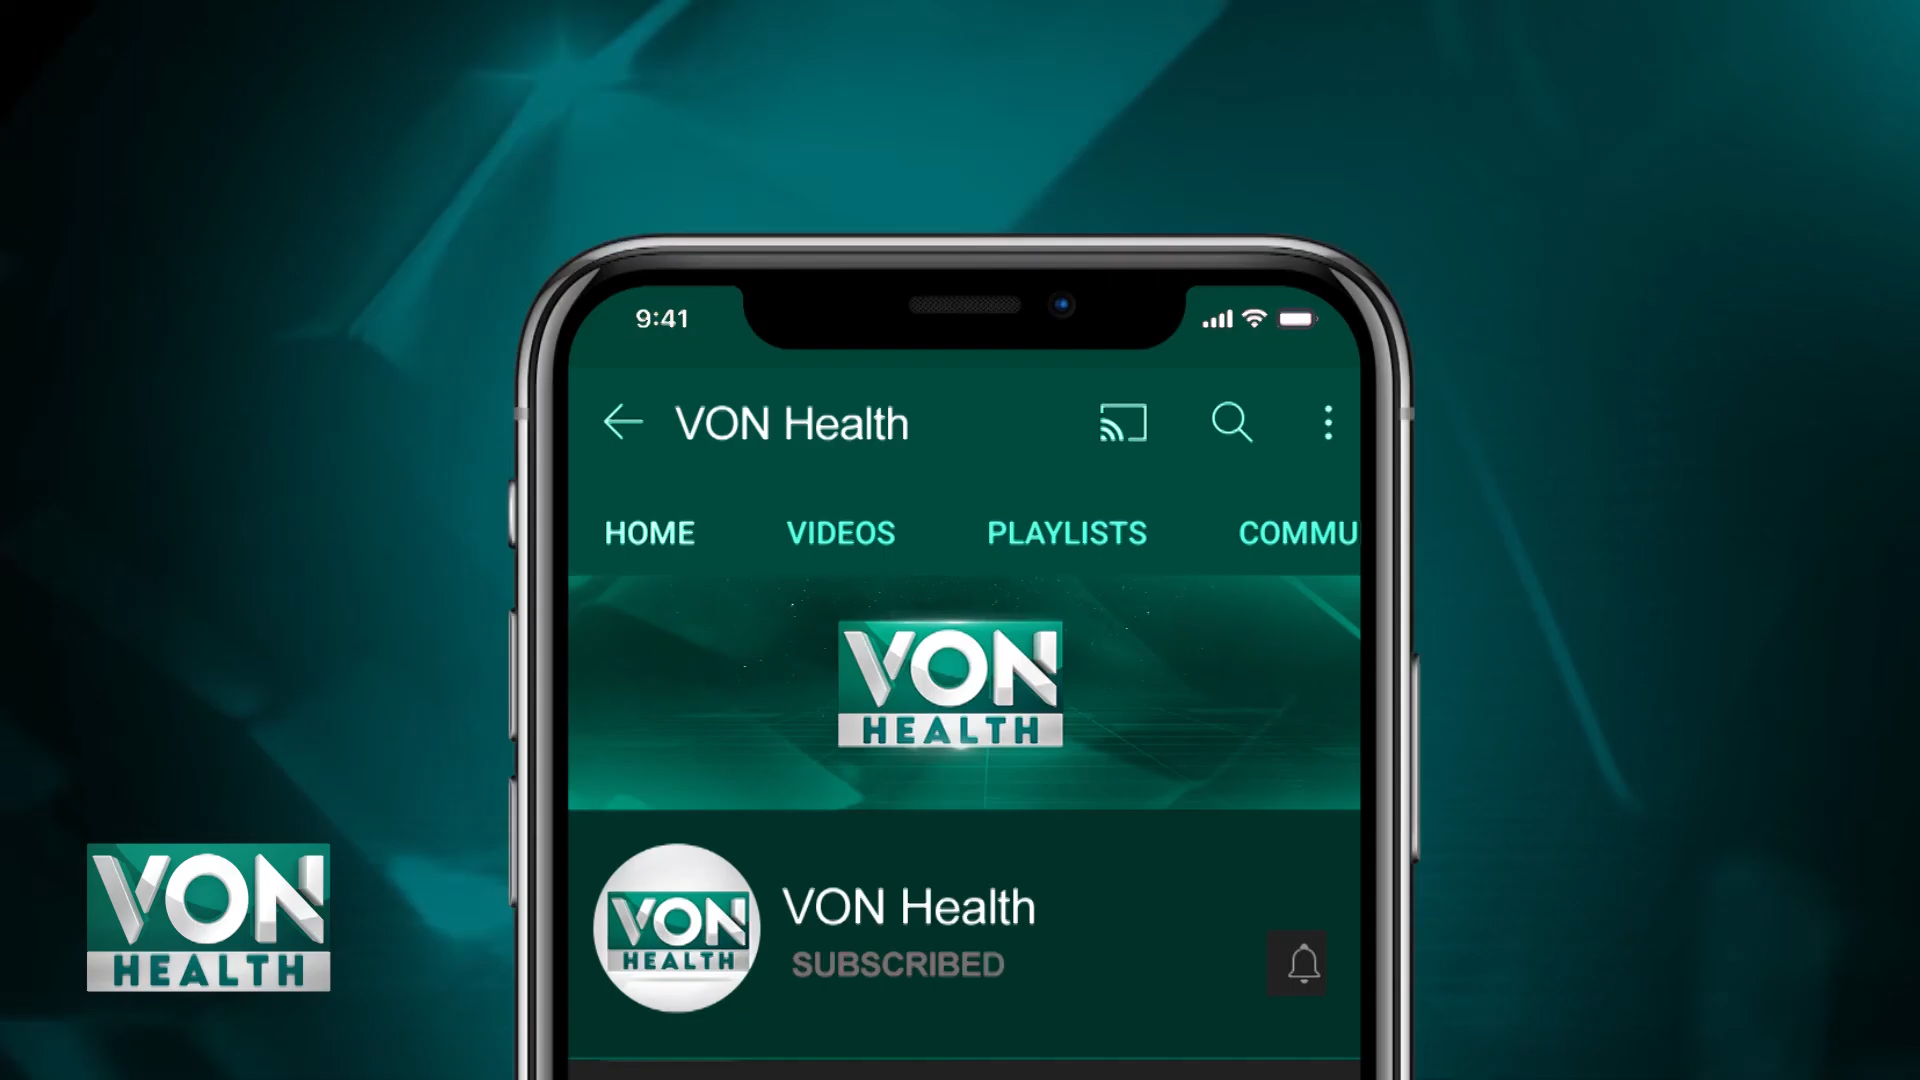 9:41
VON Health
HOME VIDEOS PLAYLISTS COMMU
VON
HEALTH
VON
HEALTH
VON Health
SUBSCRIBED
VON
HEALTH